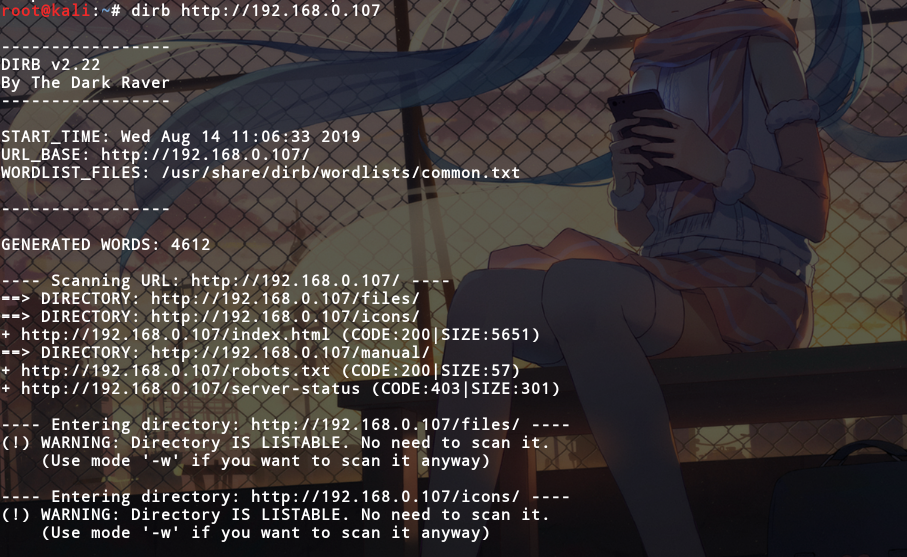 root@kali:~# dirb http://192.168.0.107
-----------------
DIRB v2.22
By The Dark Raver
-----------------
START_TIME: Wed Aug 14 11:06:33 2019
URL_BASE: http://192.168.0.107/
WORDLIST_FILES: /usr/share/dirb/wordlists/common.txt
-----------------
GENERATED WORDS: 4612
---- Scanning URL: http://192.168.0.107/ ----
==> DIRECTORY: http://192.168.0.107/files/
==> DIRECTORY: http://192.168.0.107/icons/
+ http://192.168.0.107/index.html (CODE:200|SIZE:5651)
==> DIRECTORY: http://192.168.0.107/manual/
+ http://192.168.0.107/robots.txt (CODE:200|SIZE:57)
+ http://192.168.0.107/server-status (CODE:403|SIZE:301)
---- Entering directory: http://192.168.0.107/files/ ----
(!) WARNING: Directory IS LISTABLE. No need to scan it.
    (Use mode '-w' if you want to scan it anyway)
---- Entering directory: http://192.168.0.107/icons/ ----
(!) WARNING: Directory IS LISTABLE. No need to scan it.
    (Use mode '-w' if you want to scan it anyway)